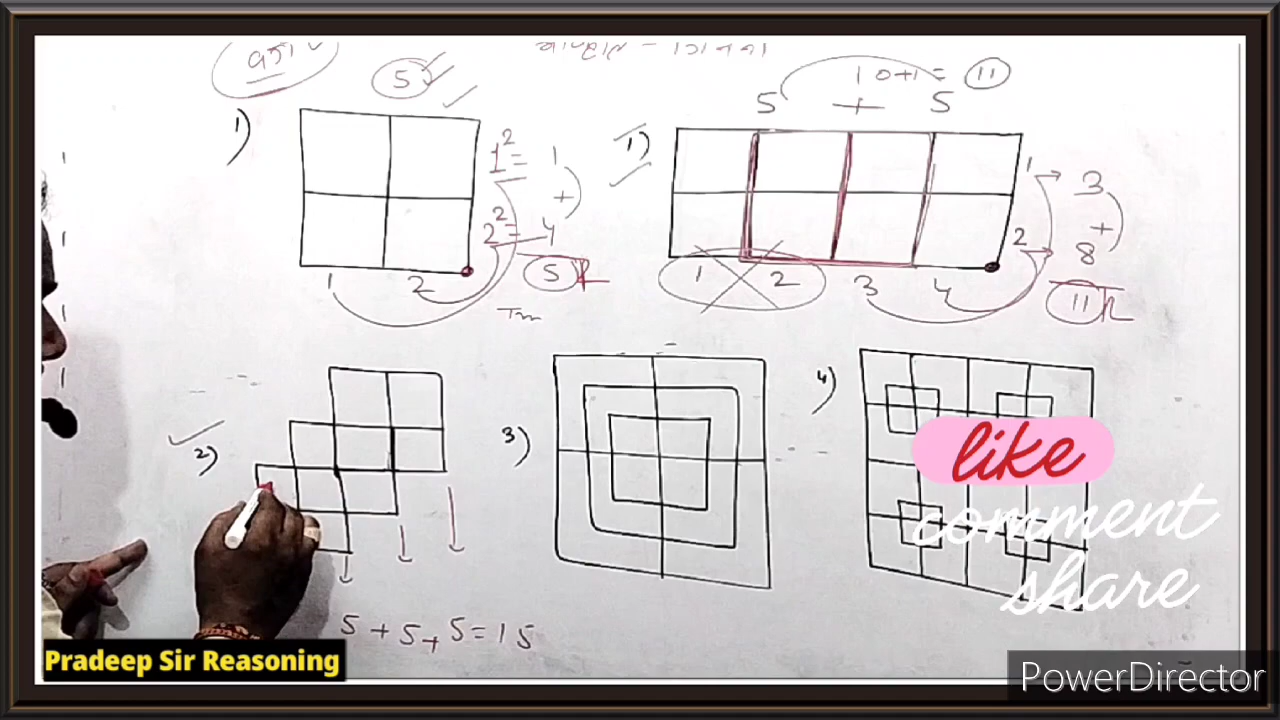 5
10+1 = 11
5 + 5
1)
1² = 1
+
2² = 4
5
1 2
1)
1 → 3
+
2 → 8
11
1 2 3 4
2)
3)
4)
5 + 5 + 5 = 15
like
comment
share
Pradeep Sir Reasoning
PowerDirector